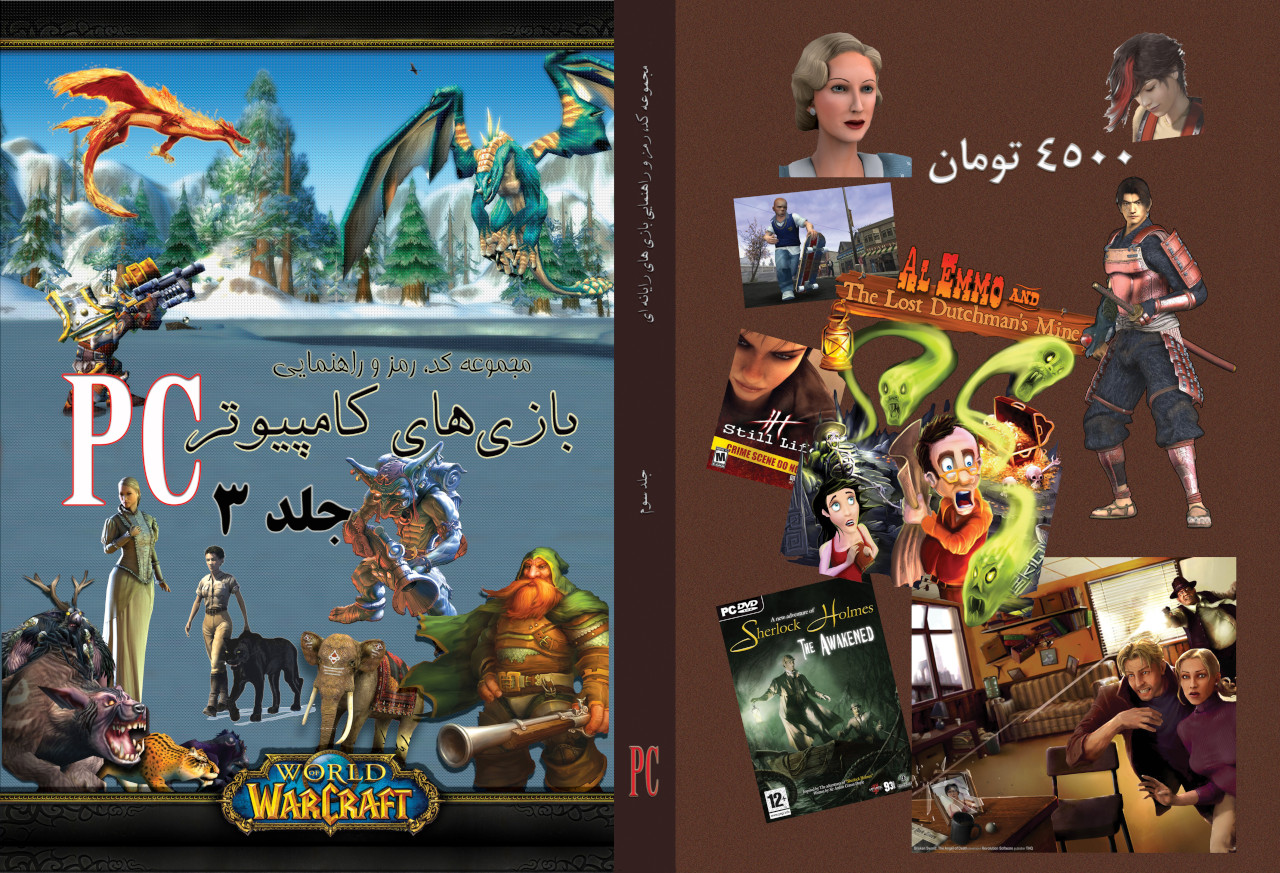 مجموعه کد، رمز و راهنمایی
بازی‌های کامپیوتر PC
جلد ۳
WORLD
OF
WARCRAFT
مجموعه کد، رمز و راهنمایی بازی های رایانه ای
جلد سوم
PC
۴۵۰۰ تومان
AL EMMO AND
The Lost Dutchman's Mine
Still Life
CRIME SCENE DO NO
M
PC DVD
A new adventure of
Sherlock Holmes
THE AWAKENED
12+